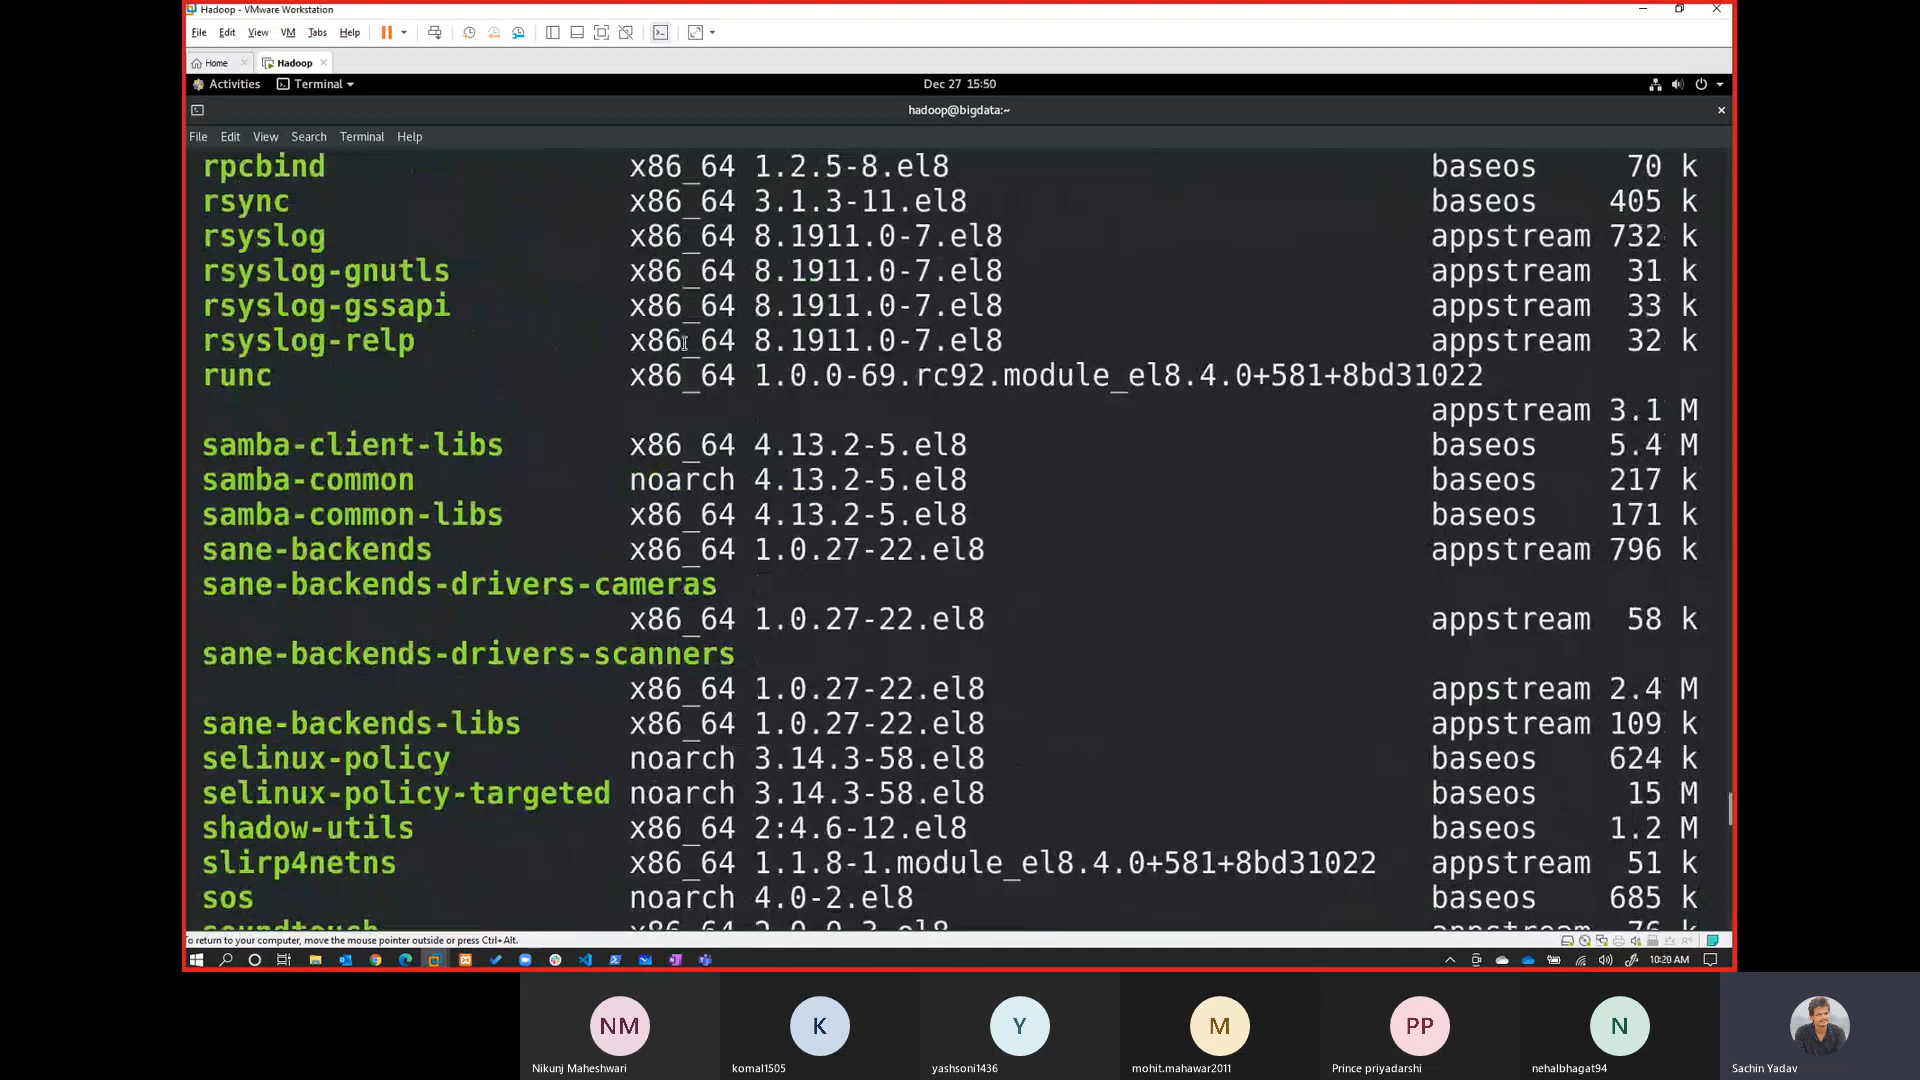 Hadoop - VMware Workstation
File Edit View VM Tabs Help
Home Hadoop
Activities Terminal Dec 27 15:50
hadoop@bigdata:~
File Edit View Search Terminal Help
rpcbind x86_64 1.2.5-8.el8 baseos 70 k
rsync x86_64 3.1.3-11.el8 baseos 405 k
rsyslog x86_64 8.1911.0-7.el8 appstream 732 k
rsyslog-gnutls x86_64 8.1911.0-7.el8 appstream 31 k
rsyslog-gssapi x86_64 8.1911.0-7.el8 appstream 33 k
rsyslog-relp x86_64 8.1911.0-7.el8 appstream 32 k
runc x86_64 1.0.0-69.rc92.module_el8.4.0+581+8bd31022
appstream 3.1 M
samba-client-libs x86_64 4.13.2-5.el8 baseos 5.4 M
samba-common noarch 4.13.2-5.el8 baseos 217 k
samba-common-libs x86_64 4.13.2-5.el8 baseos 171 k
sane-backends x86_64 1.0.27-22.el8 appstream 796 k
sane-backends-drivers-cameras
x86_64 1.0.27-22.el8 appstream 58 k
sane-backends-drivers-scanners
x86_64 1.0.27-22.el8 appstream 2.4 M
sane-backends-libs x86_64 1.0.27-22.el8 appstream 109 k
selinux-policy noarch 3.14.3-58.el8 baseos 624 k
selinux-policy-targeted noarch 3.14.3-58.el8 baseos 15 M
shadow-utils x86_64 2:4.6-12.el8 baseos 1.2 M
slirp4netns x86_64 1.1.8-1.module_el8.4.0+581+8bd31022 appstream 51 k
sos noarch 4.0-2.el8 baseos 685 k
soundtouch x86_64 2.0.0-3.el8 appstream 76 k
o return to your computer, move the mouse pointer outside or press Ctrl+Alt.
10:20 AM
NM K Y M PP N
Nikunj Maheshwari komal1505 yashsoni1436 mohit.mahawar2011 Prince priyadarshi nehalbhagat94 Sachin Yadav